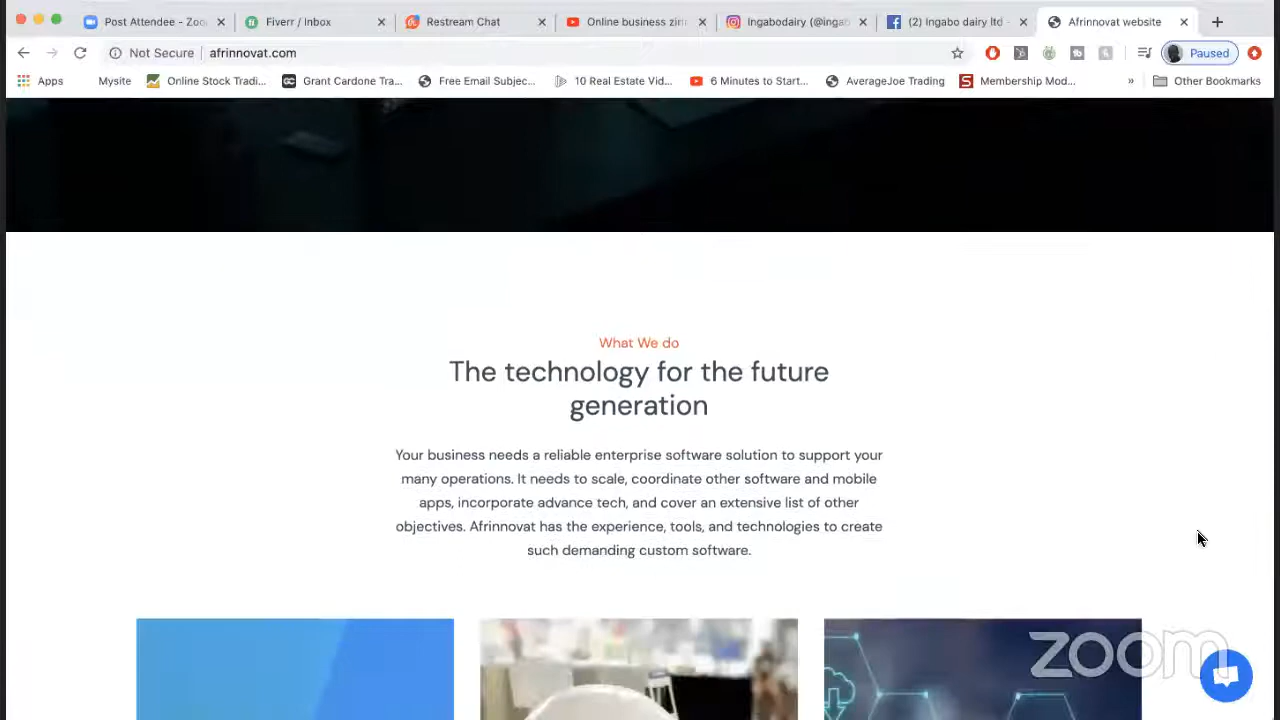 Post Attendee - Zoo
Fiverr / Inbox
Restream Chat
Online business zim
Instagram Ingabodairy (@ingab
(2) Ingabo dairy ltd -
Afrinnovat website
Not Secure
afrinnovat.com
Paused
Apps
Mysite
Online Stock Tradi...
Grant Cardone Tra...
Free Email Subjec...
10 Real Estate Vid...
6 Minutes to Start...
AverageJoe Trading
Membership Mod...
»
Other Bookmarks
What We do
The technology for the future
generation
Your business needs a reliable enterprise software solution to support your
many operations. It needs to scale, coordinate other software and mobile
apps, incorporate advance tech, and cover an extensive list of other
objectives. Afrinnovat has the experience, tools, and technologies to create
such demanding custom software.
zoom